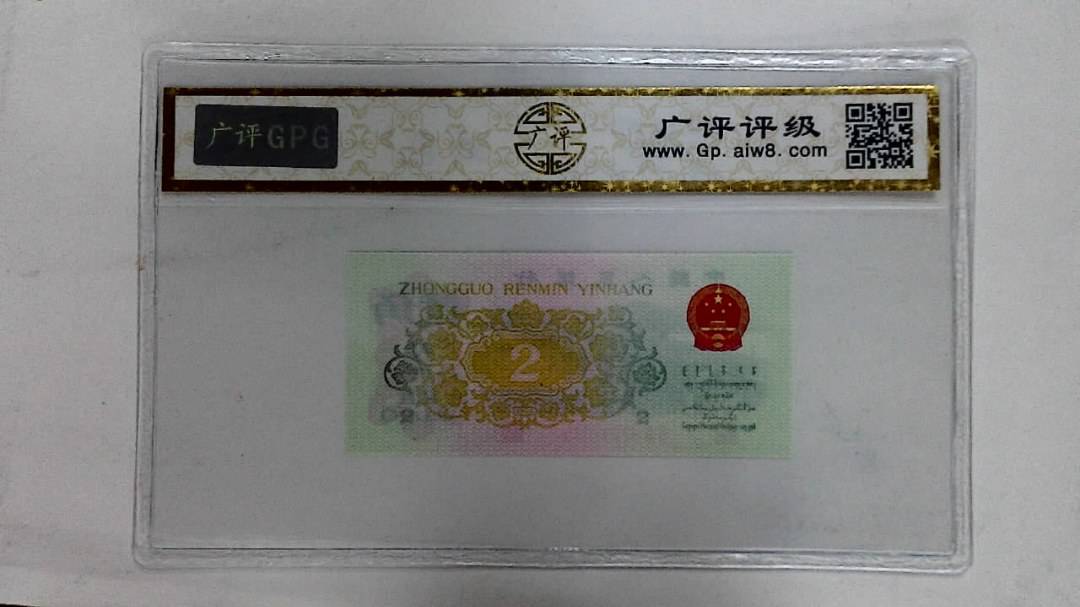 广评GPG
广评
广评评级
www. Gp. aiw8. com
ZHONGGUO RENMIN YINHANG
2
2
2